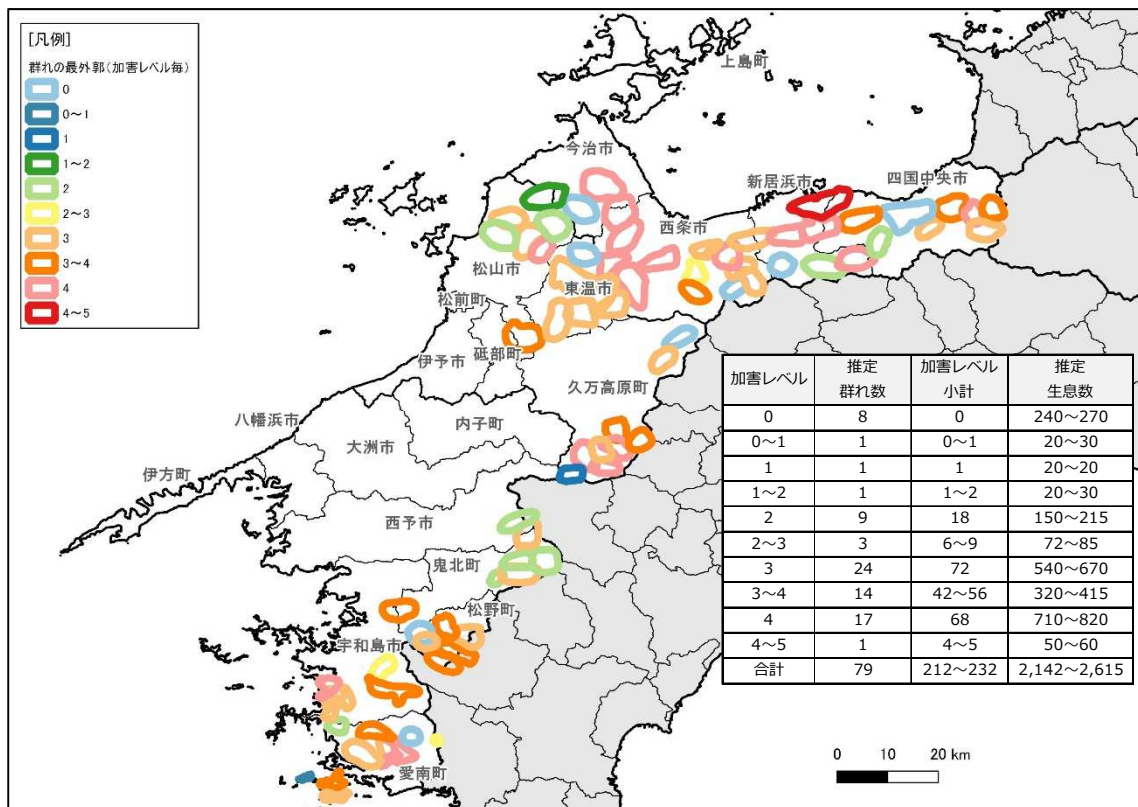 [凡例]
群れの最外郭(加害レベル毎)
0
0～1
1
1～2
2
2～3
3
3～4
4
4～5
上島町
今治市
新居浜市
四国中央市
西条市
松山市
東温市
松前町
砥部町
伊予市
久万高原町
内子町
八幡浜市
大洲市
伊方町
西予市
鬼北町
松野町
宇和島市
愛南町
加害レベル 推定群れ数 加害レベル小計 推定生息数
0 8 0 240～270
0～1 1 0～1 20～30
1 1 1 20～20
1～2 1 1～2 20～30
2 9 18 150～215
2～3 3 6～9 72～85
3 24 72 540～670
3～4 14 42～56 320～415
4 17 68 710～820
4～5 1 4～5 50～60
合計 79 212～232 2,142～2,615
0 10 20 km